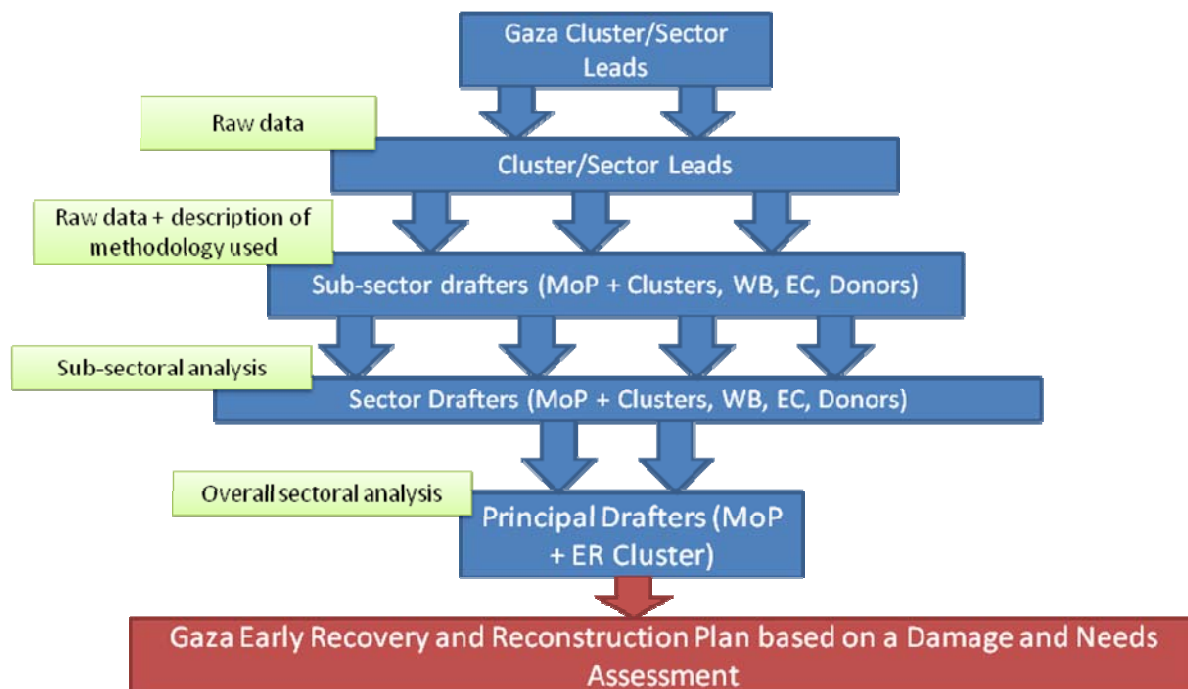 Gaza Cluster/Sector
Leads
Raw data
Cluster/Sector Leads
Raw data + description of
methodology used
Sub-sector drafters (MoP + Clusters, WB, EC, Donors)
Sub-sectoral analysis
Sector Drafters (MoP + Clusters, WB, EC, Donors)
Overall sectoral analysis
Principal Drafters (MoP
+ ER Cluster)
Gaza Early Recovery and Reconstruction Plan based on a Damage and Needs
Assessment